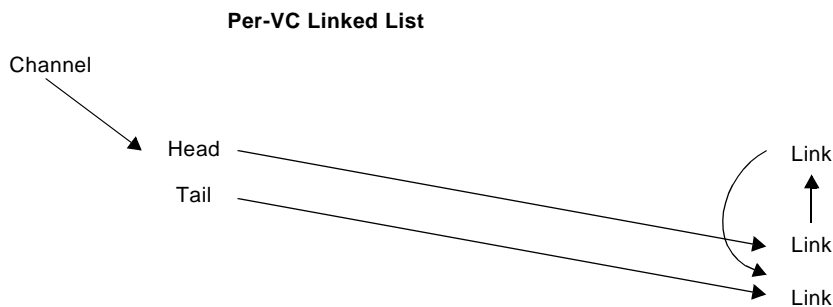 Per-VC Linked List
Channel
Head
Link
Tail
Link
Link